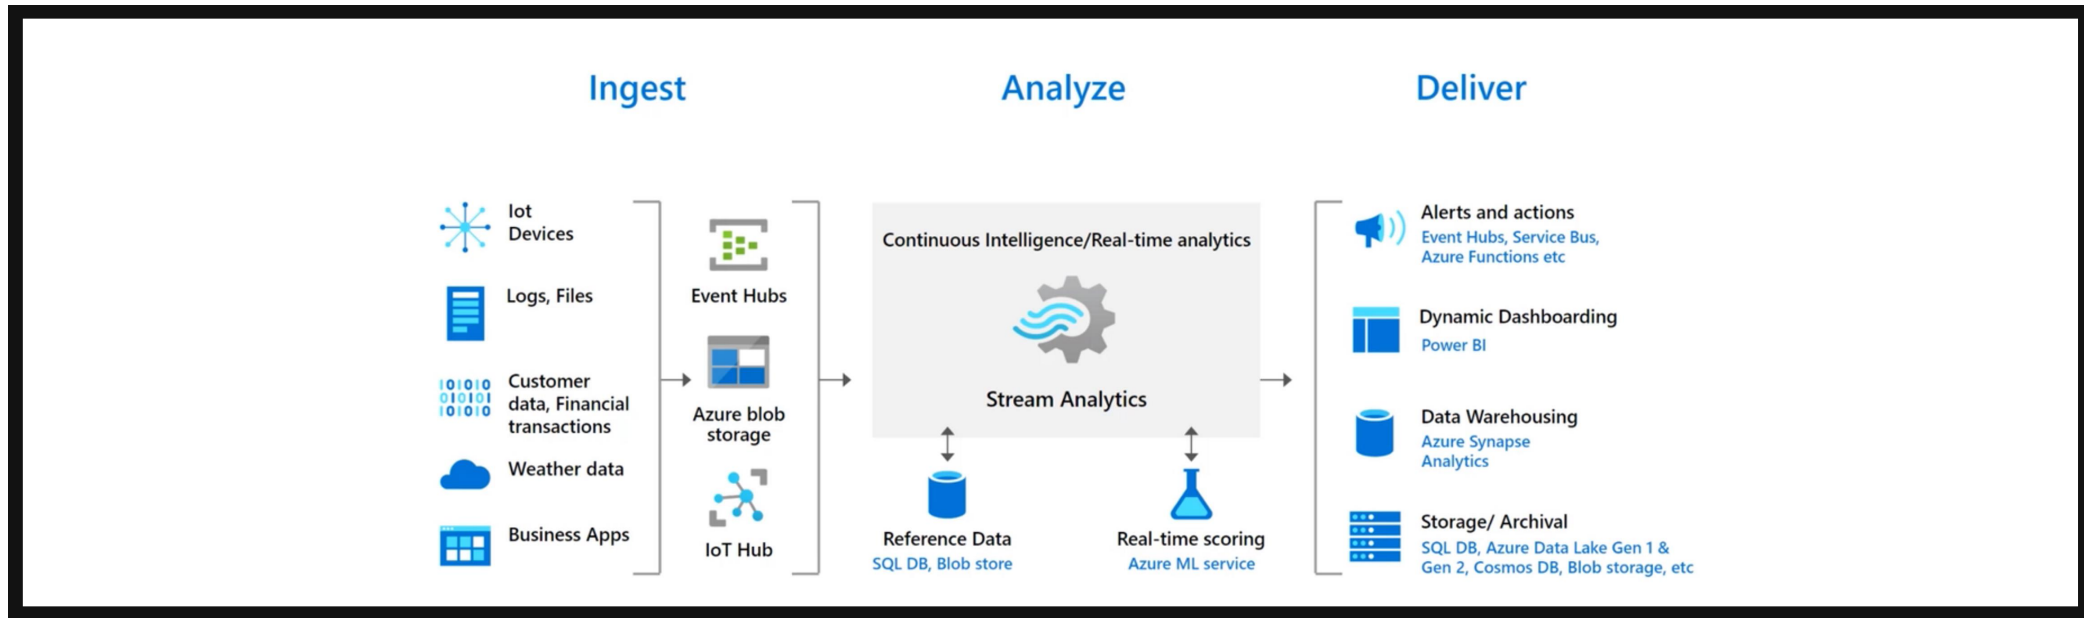 Ingest
Analyze
Deliver
Iot
Devices
Logs, Files
Customer
data, Financial
transactions
Weather data
Business Apps
Event Hubs
Azure blob
storage
IoT Hub
Continuous Intelligence/Real-time analytics
Stream Analytics
Reference Data
SQL DB, Blob store
Real-time scoring
Azure ML service
Alerts and actions
Event Hubs, Service Bus,
Azure Functions etc
Dynamic Dashboarding
Power BI
Data Warehousing
Azure Synapse
Analytics
Storage/ Archival
SQL DB, Azure Data Lake Gen 1 &
Gen 2, Cosmos DB, Blob storage, etc